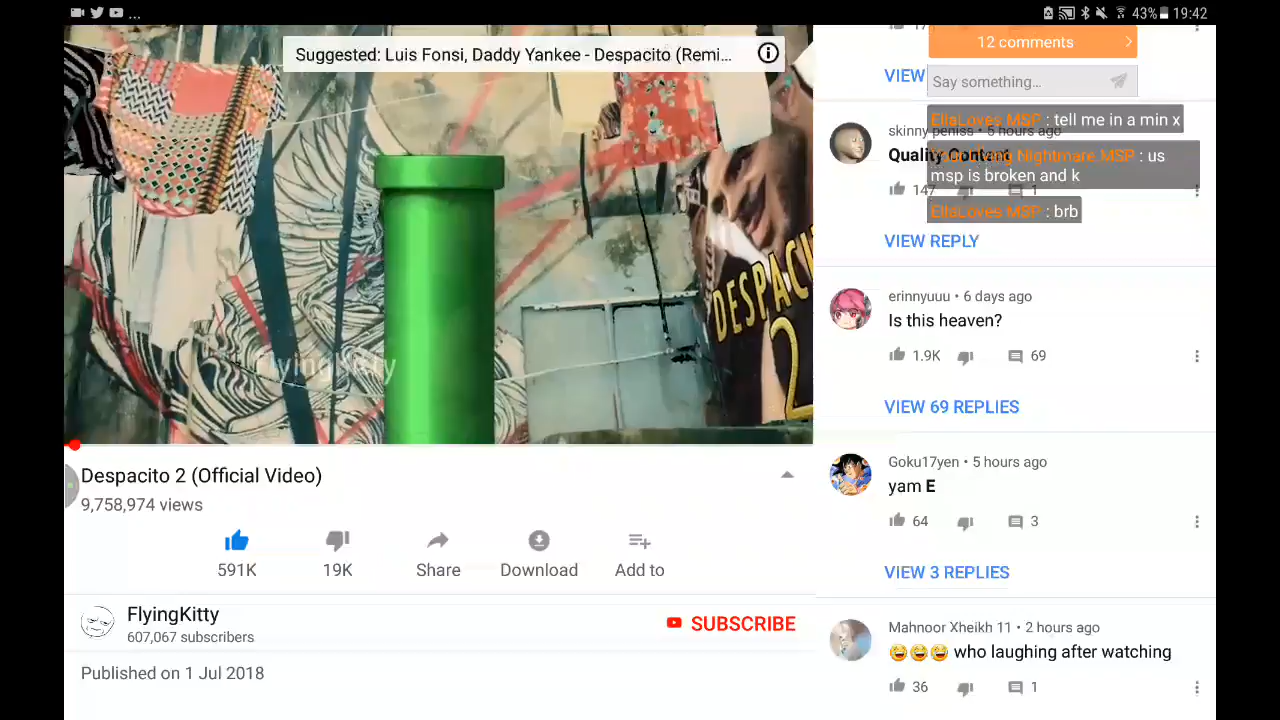 ...
43% 19:42
Suggested: Luis Fonsi, Daddy Yankee - Despacito (Remi...
FlyingKitty
DESPACI
2
Despacito 2 (Official Video)
9,758,974 views
591K
19K
Share
Download
Add to
FlyingKitty
607,067 subscribers
SUBSCRIBE
Published on 1 Jul 2018
12 comments
Say something...
EllaLoves MSP : tell me in a min x
Nightmare MSP : us
msp is broken and k
EllaLoves MSP : brb
VIEW
skinny peniss • 5 hours ago
Quality Content
147
1
VIEW REPLY
erinnyuuu • 6 days ago
Is this heaven?
1.9K
69
VIEW 69 REPLIES
Goku17yen • 5 hours ago
yam E
64
3
VIEW 3 REPLIES
Mahnoor Xheikh 11 • 2 hours ago
😂😂😂 who laughing after watching
36
1